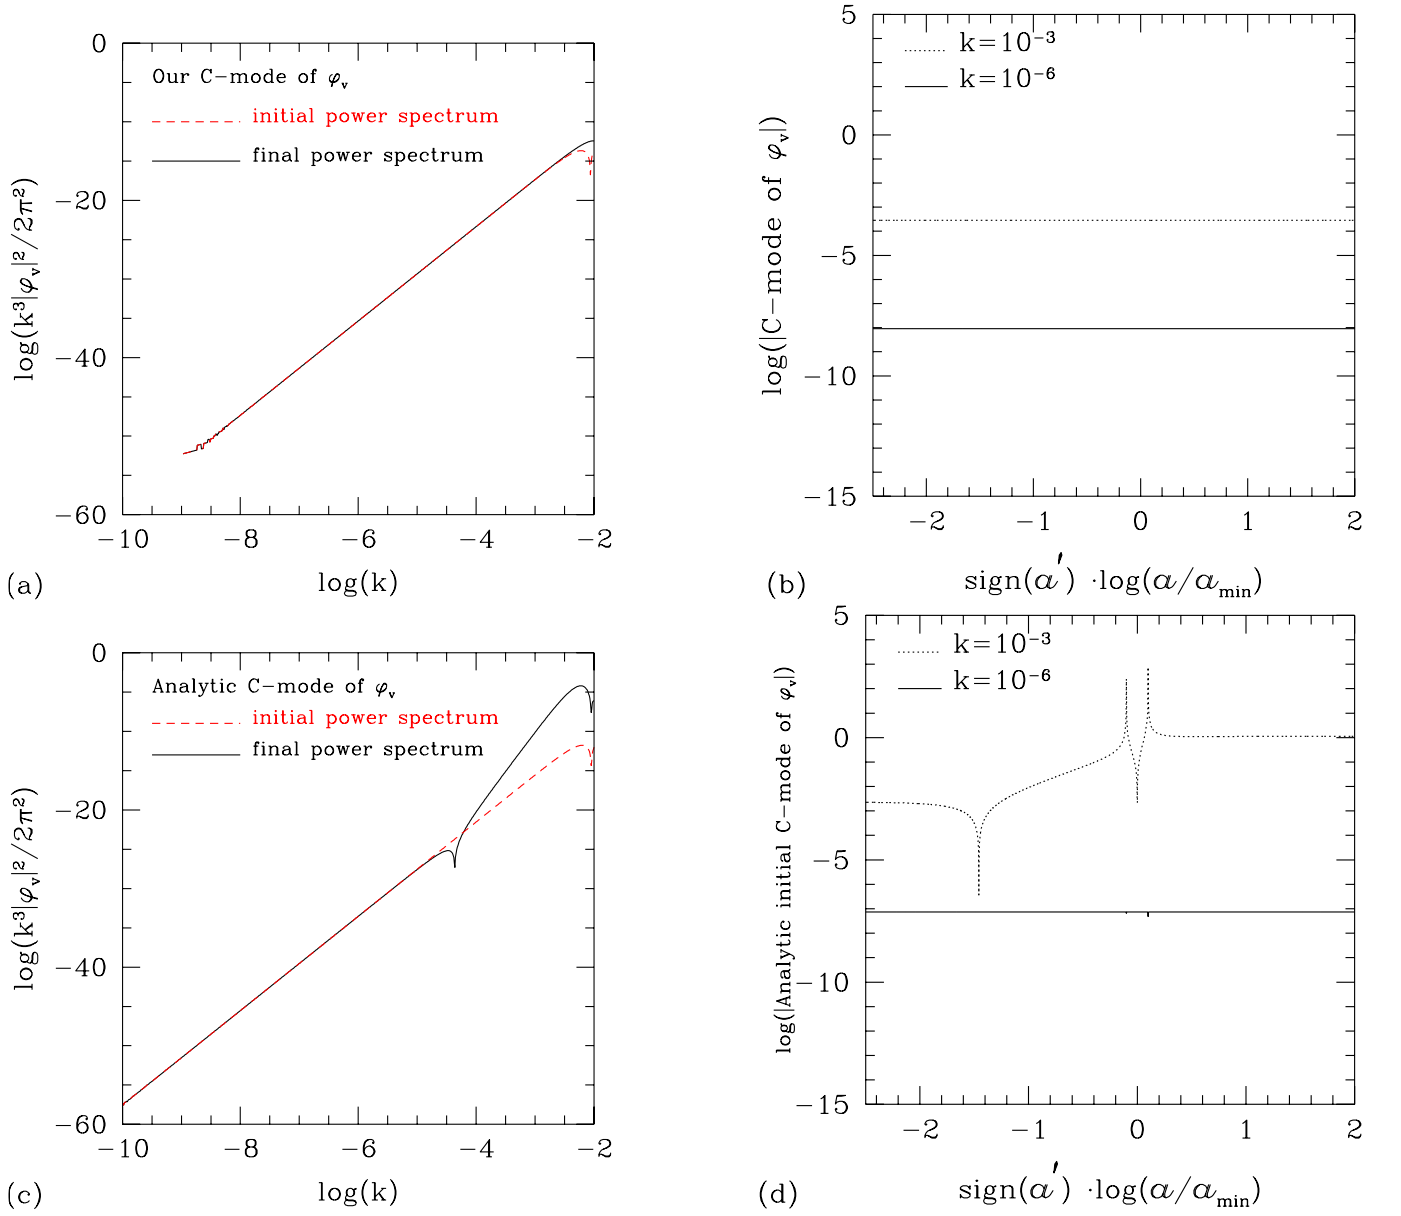 0
−20
−40
−60
log(k³|φᵥ|²/2π²)
Our C−mode of φᵥ
initial power spectrum
final power spectrum
−10 −8 −6 −4 −2
log(k)
(a)
5
0
−5
−10
−15
log(|C−mode of φᵥ|)
k=10⁻³
k=10⁻⁶
−2 −1 0 1 2
sign(a′) ·log(a/a_min)
(b)
0
−20
−40
−60
log(k³|φᵥ|²/2π²)
Analytic C−mode of φᵥ
initial power spectrum
final power spectrum
−10 −8 −6 −4 −2
log(k)
(c)
5
0
−5
−10
−15
log(|Analytic initial C−mode of φᵥ|)
k=10⁻³
k=10⁻⁶
−2 −1 0 1 2
sign(a′) ·log(a/a_min)
(d)